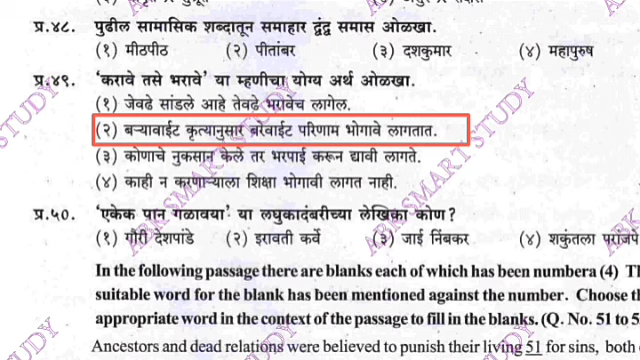 प्र.४८. पुढील सामासिक शब्दातून समाहार द्वंद्व समास ओळखा.
(१) मीठपीठ (२) पीतांबर (३) दशकुमार (४) महापुरुष
प्र.४९. 'करावे तसे भरावे' या म्हणीचा योग्य अर्थ ओळखा.
(१) जेवढे सांडले आहे तेवढे भरावेच लागेल.
(२) बऱ्यावाईट कृत्यानुसार बरेवाईट परिणाम भोगावे लागतात.
(३) कोणाचे नुकसान केले तर भरपाई करून द्यावी लागते.
(४) काही न करणाऱ्याला शिक्षा भोगावी लागत नाही.
प्र.५०. 'एकेक पान गळावया' या लघुकादंबरीच्या लेखिका कोण?
(१) गौरी देशपांडे (२) इरावती कर्वे (३) जाई निंबकर (४) शकुंतला परांजपे
In the following passage there are blanks each of which has been numbera (4) Th
suitable word for the blank has been mentioned against the number. Choose th
appropriate word in the context of the passage to fill in the blanks. (Q. No. 51 to 5
Ancestors and dead relations were believed to punish their living 51 for sins, both
ABK SMART STUDY